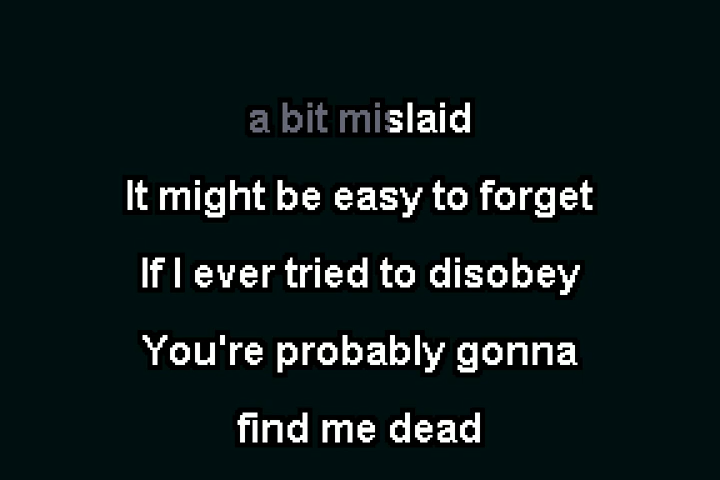 a bit mislaid
It might be easy to forget
If I ever tried to disobey
You're probably gonna
find me dead